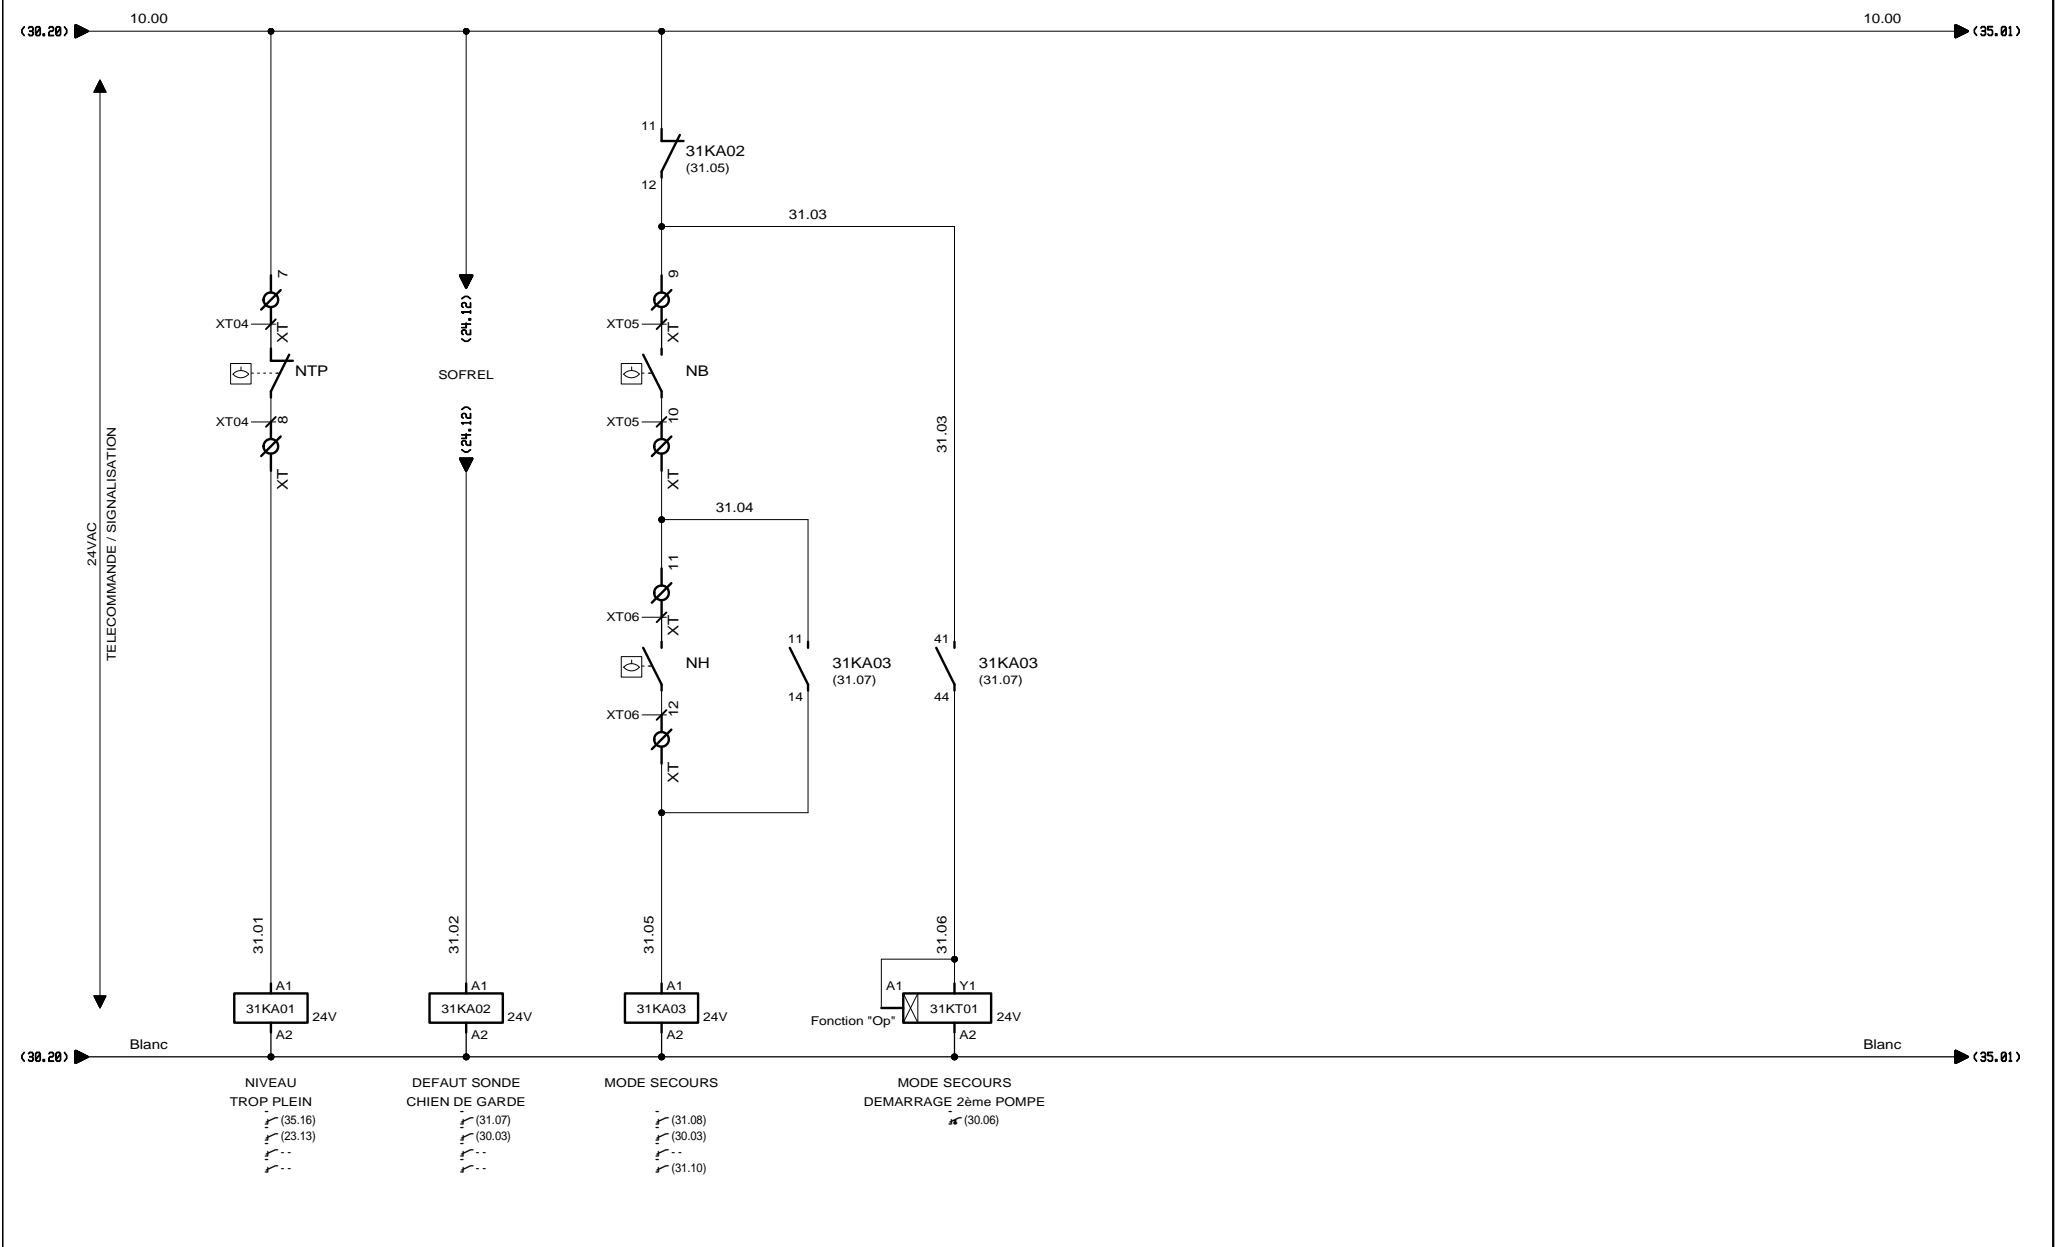 10.00
10.00
(30.20)
(35.01)
11
31KA02
(31.05)
12
31.03
7
9
XT04
XT
(24.12)
XT05
XT
NTP
SOFREL
NB
XT04
8
(24.12)
XT05
10
31.03
XT
XT
24VAC
TELECOMMANDE / SIGNALISATION
31.04
11
XT06
XT
NH
11
31KA03
(31.07)
14
41
31KA03
(31.07)
44
XT06
12
XT
31.01
31.02
31.05
31.06
A1
31KA01
24V
A2
A1
31KA02
24V
A2
A1
31KA03
24V
A2
A1
Y1
31KT01
24V
Fonction "Op"
A2
Blanc
Blanc
(30.20)
(35.01)
NIVEAU
TROP PLEIN
(35.16)
(23.13)
--
--
DEFAUT SONDE
CHIEN DE GARDE
(31.07)
(30.03)
--
--
MODE SECOURS
(31.08)
(30.03)
--
(31.10)
MODE SECOURS
DEMARRAGE 2ème POMPE
(30.06)